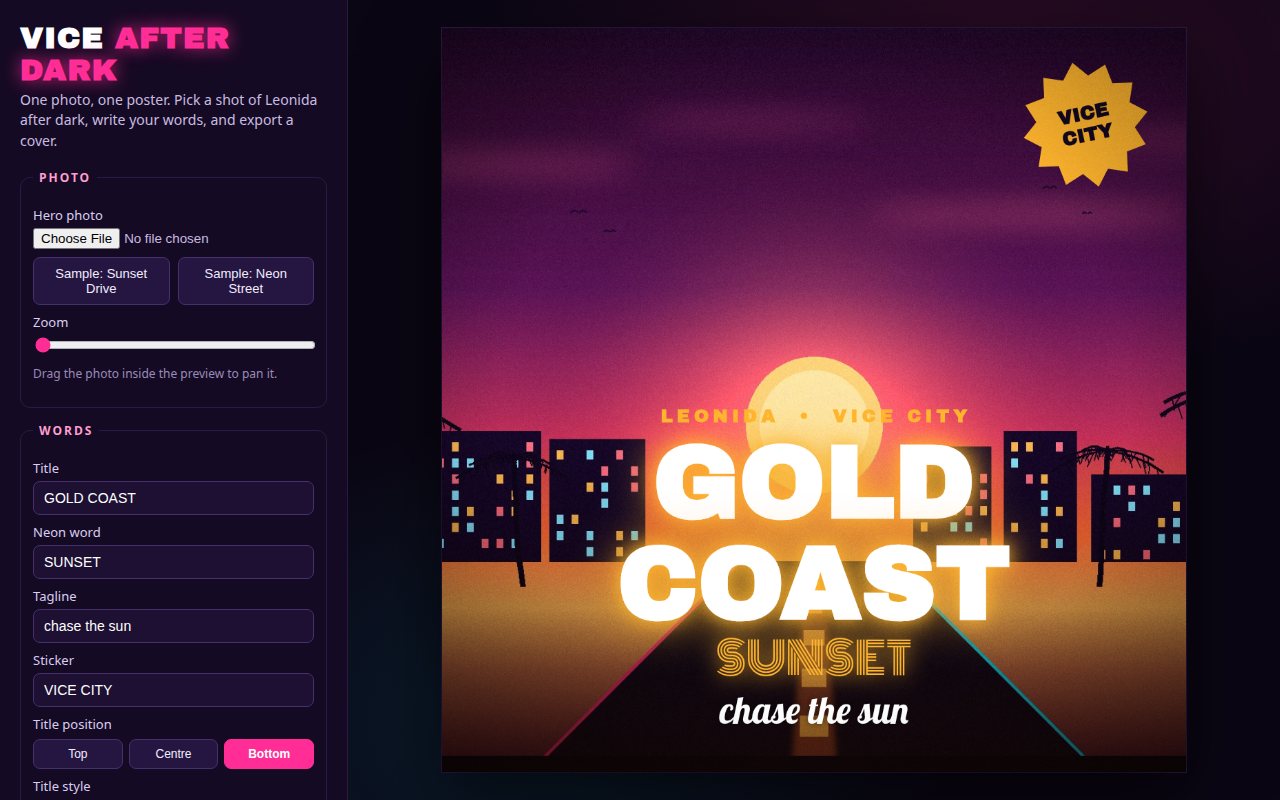 VICE AFTER
DARK
One photo, one poster. Pick a shot of Leonida
after dark, write your words, and export a
cover.
PHOTO
Hero photo
Choose File No file chosen
Sample: Sunset
Drive
Sample: Neon
Street
Zoom
Drag the photo inside the preview to pan it.
WORDS
Title
GOLD COAST
Neon word
SUNSET
Tagline
chase the sun
Sticker
VICE CITY
Title position
Top
Centre
Bottom
Title style
VICE
CITY
LEONIDA • VICE CITY
GOLD
COAST
SUNSET
chase the sun